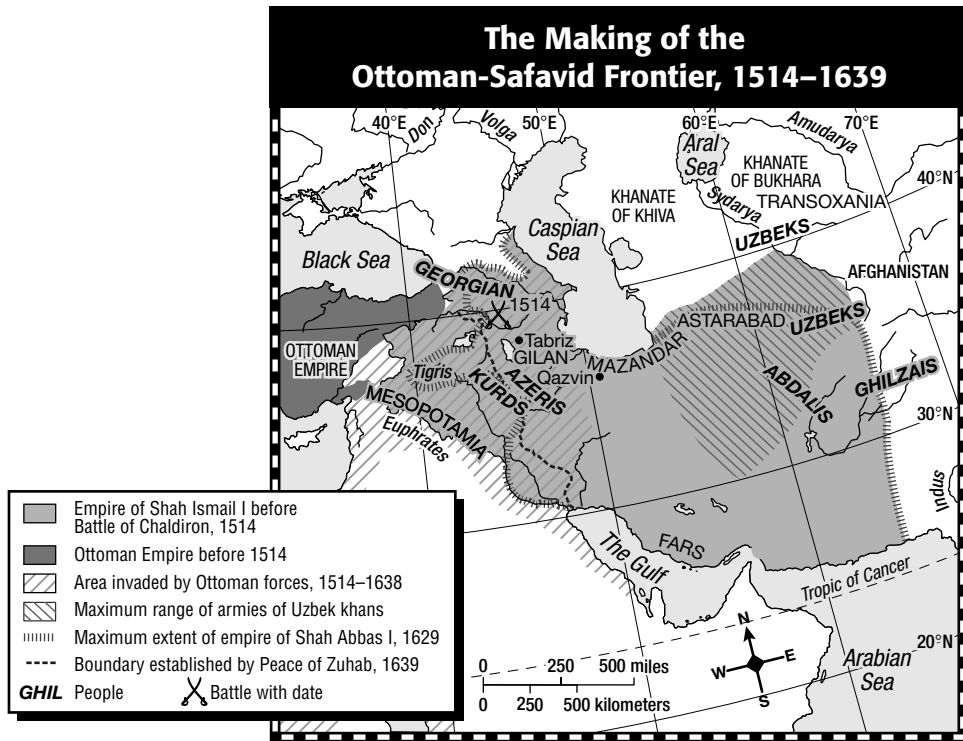 The Making of the
Ottoman-Safavid Frontier, 1514–1639
40°E
Don
Volga
50°E
60°E
Amudarya
70°E
Aral
Sea
KHANATE
OF BUKHARA
40°N
KHANATE
OF KHIVA
Sydarya
TRANSOXANIA
Caspian
Sea
UZBEKS
Black Sea
GEORGIAN
AFGHANISTAN
1514
ASTARABAD
UZBEKS
Tabriz
GILAN
MAZANDAR
OTTOMAN
EMPIRE
Tigris
Qazvin
KURDS
AZERIS
ABDALIS
GHILZAIS
MESOPOTAMIA
Euphrates
30°N
Indus
The Gulf
FARS
Tropic of Cancer
N
W
E
S
20°N
Arabian
Sea
0 250 500 miles
0 250 500 kilometers
Empire of Shah Ismail I before
Battle of Chaldiron, 1514
Ottoman Empire before 1514
Area invaded by Ottoman forces, 1514–1638
Maximum range of armies of Uzbek khans
Maximum extent of empire of Shah Abbas I, 1629
Boundary established by Peace of Zuhab, 1639
GHIL People
Battle with date